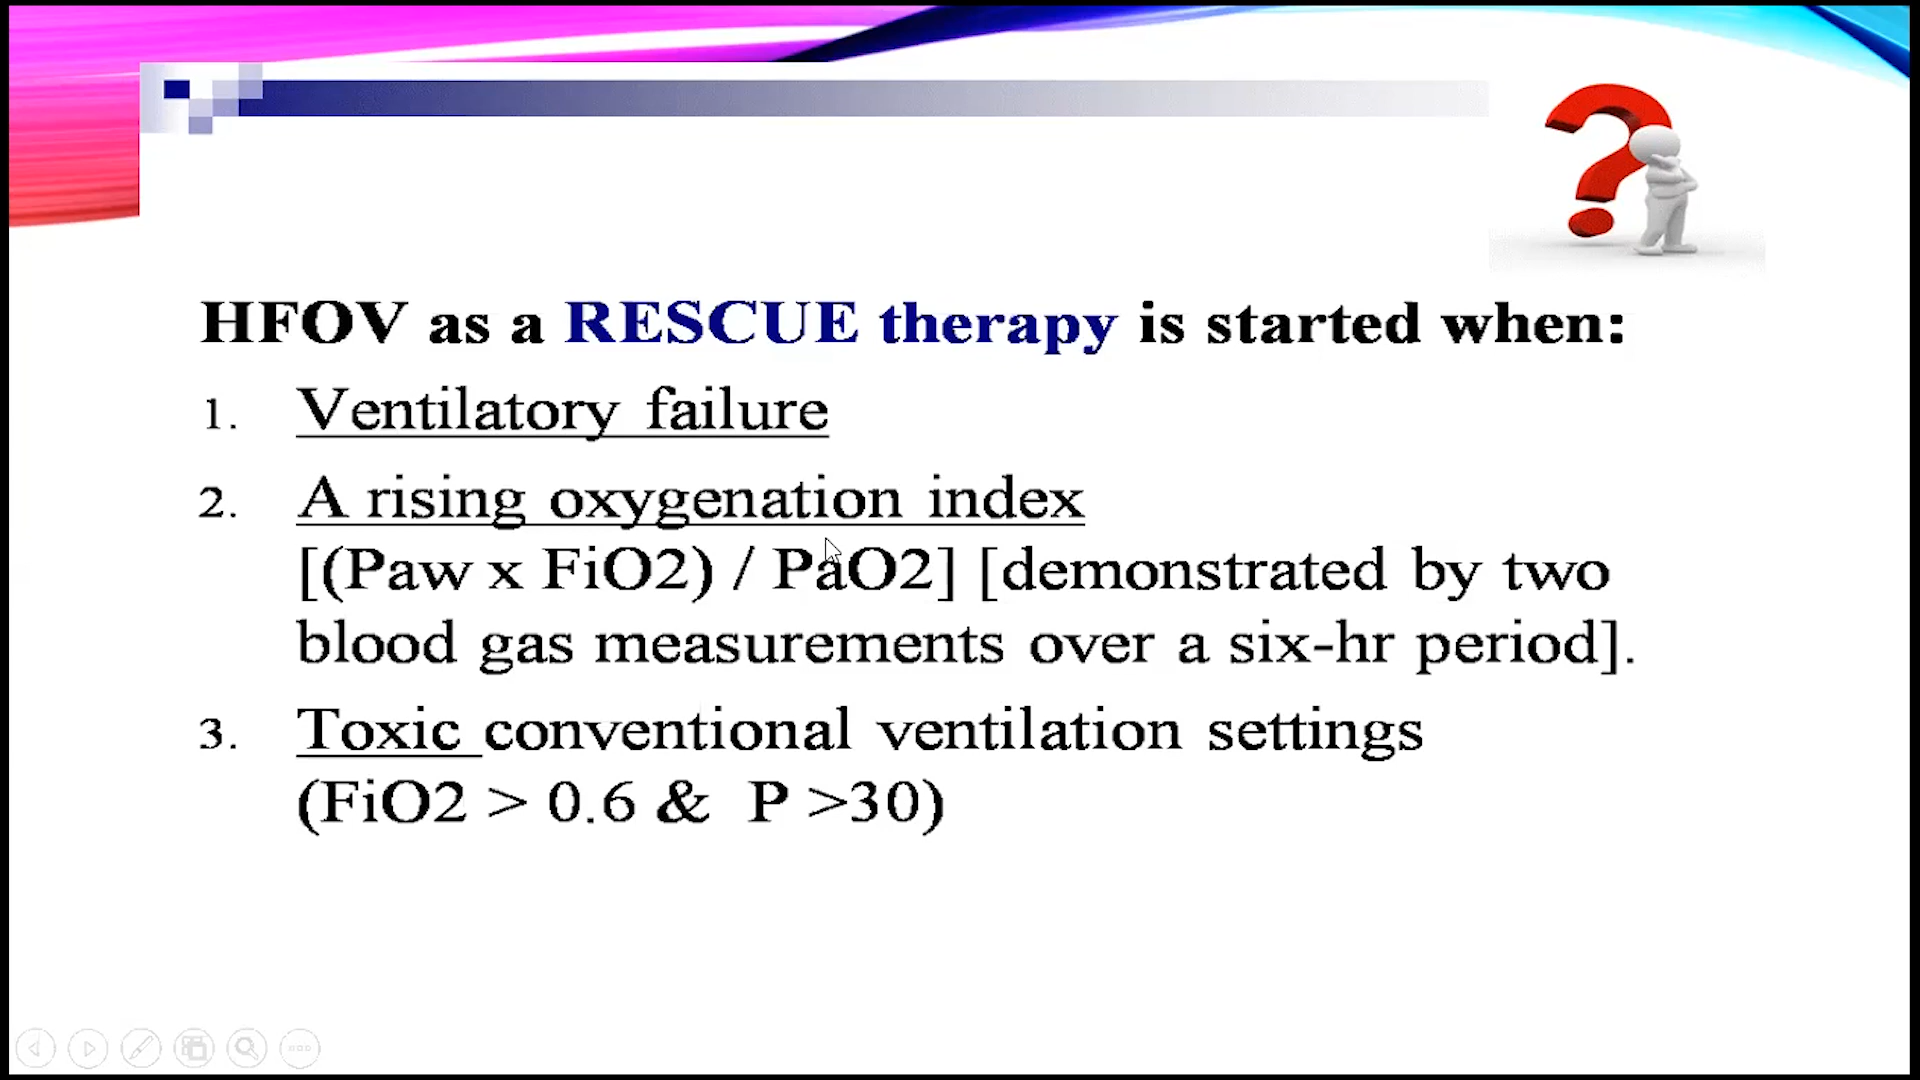 HFOV as a RESCUE therapy is started when:
1. Ventilatory failure
2. A rising oxygenation index
[(Paw x FiO2) / PaO2] [demonstrated by two
blood gas measurements over a six-hr period].
3. Toxic conventional ventilation settings
(FiO2 > 0.6 & P >30)